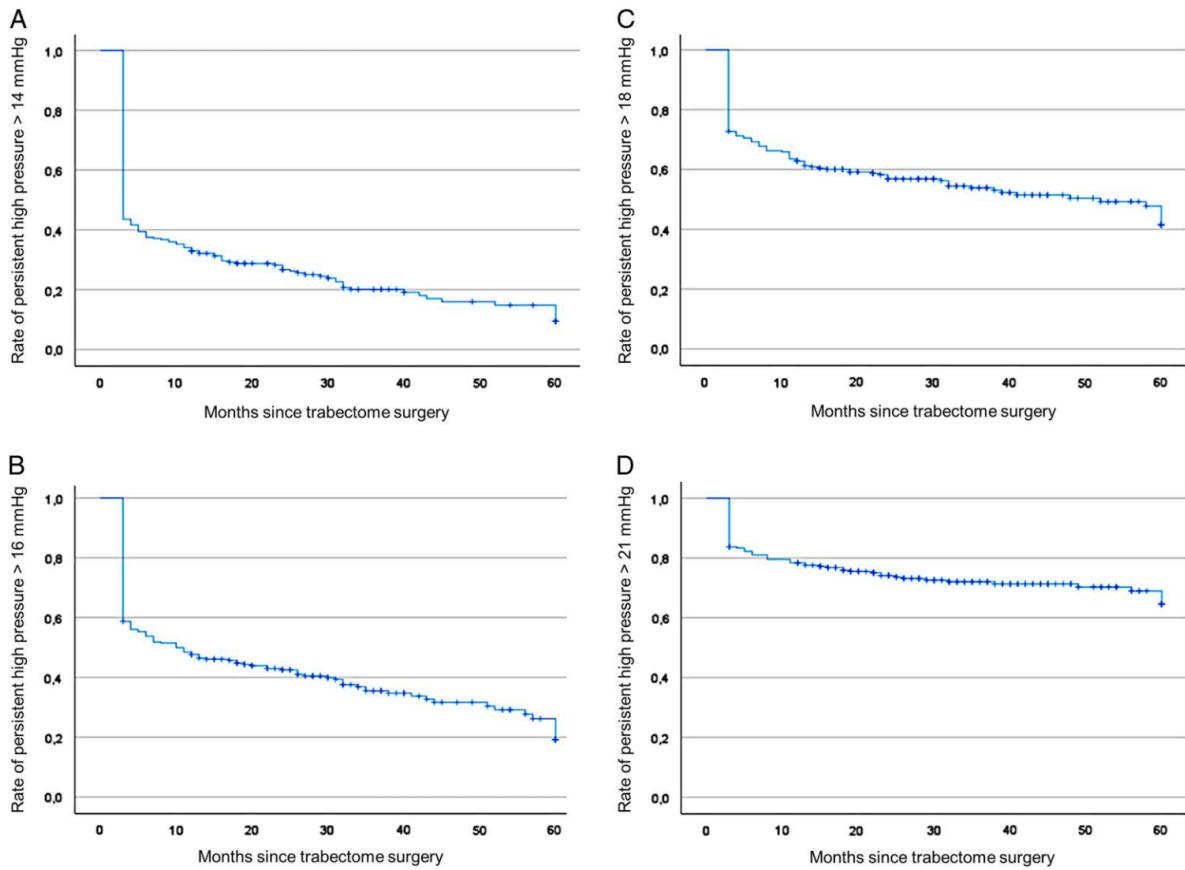 A
Rate of persistent high pressure > 14 mmHg
1,0
0,8
0,6
0,4
0,2
0,0
0 10 20 30 40 50 60
Months since trabectome surgery
B
Rate of persistent high pressure > 16 mmHg
1,0
0,8
0,6
0,4
0,2
0,0
0 10 20 30 40 50 60
Months since trabectome surgery
C
Rate of persistent high pressure > 18 mmHg
1,0
0,8
0,6
0,4
0,2
0,0
0 10 20 30 40 50 60
Months since trabectome surgery
D
Rate of persistent high pressure > 21 mmHg
1,0
0,8
0,6
0,4
0,2
0,0
0 10 20 30 40 50 60
Months since trabectome surgery